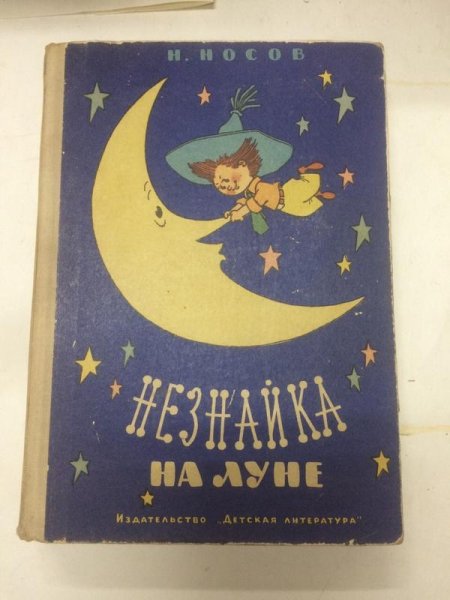 Н. НОСОВ
НЕЗНАЙКА
НА ЛУНЕ
Издательство „Детская литература"